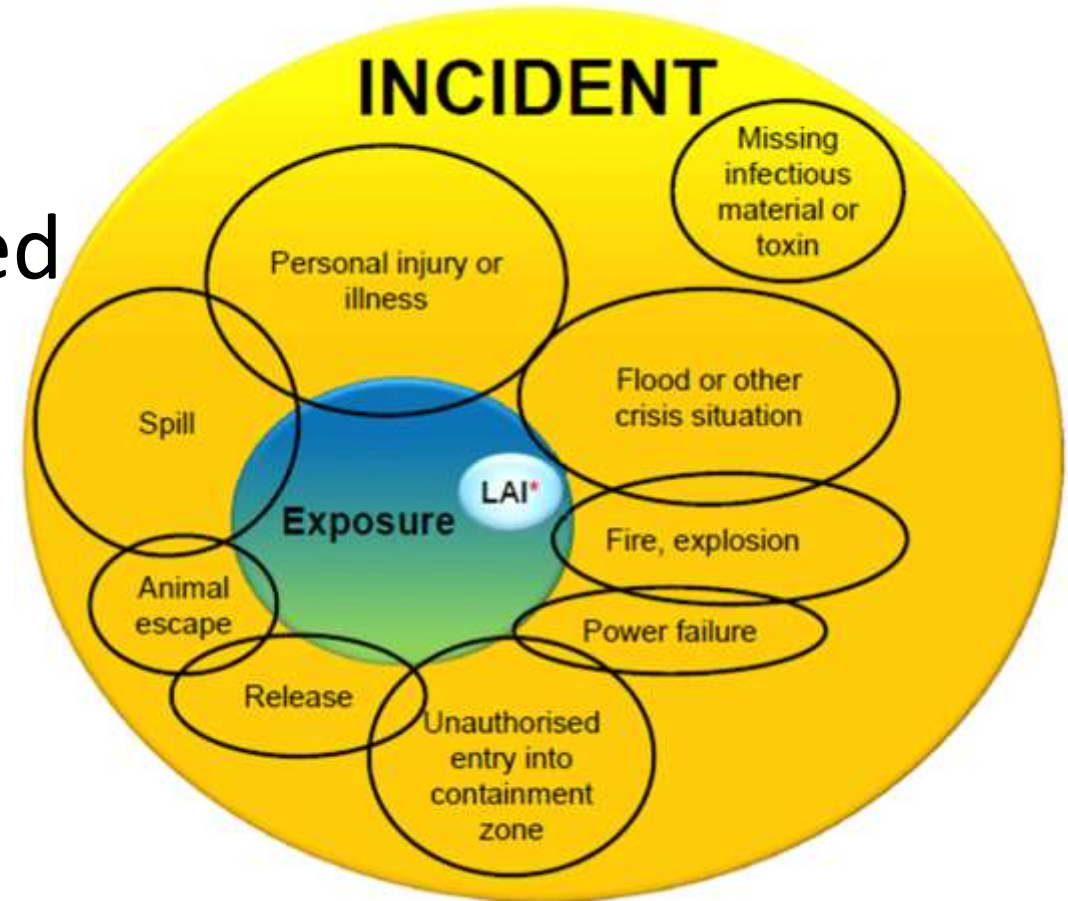 INCIDENT
Missing
infectious
material or
toxin
ed
Personal injury or
illness
Flood or other
crisis situation
Spill
LAI*
Exposure
Fire, explosion
Animal
escape
Power failure
Release
Unauthorised
entry into
containment
zone